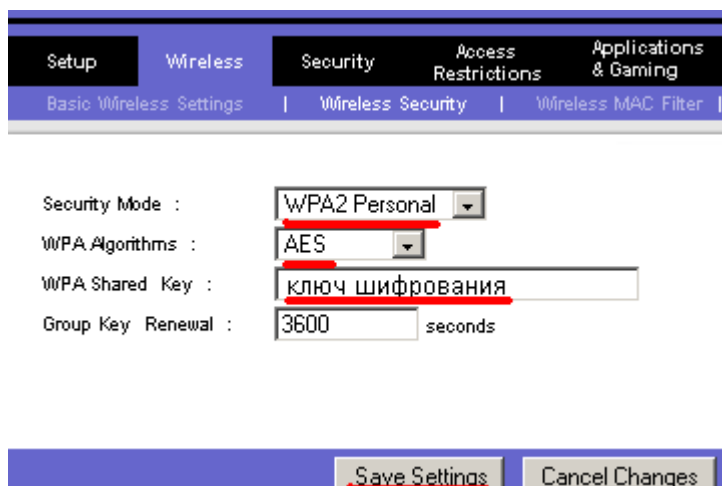 Setup Wireless Security Access Restrictions Applications & Gaming
Basic Wireless Settings | Wireless Security | Wireless MAC Filter |
Security Mode : WPA2 Personal
WPA Algorithms : AES
WPA Shared Key : ключ шифрования
Group Key Renewal : 3600 seconds
Save Settings Cancel Changes